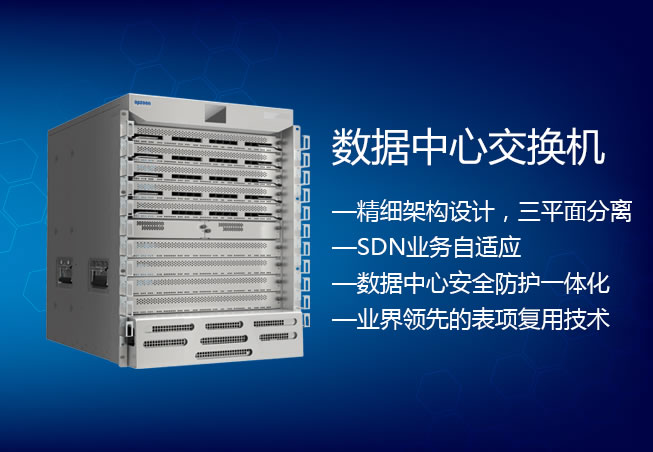 数据中心交换机
—精细架构设计，三平面分离
—SDN业务自适应
—数据中心安全防护一体化
—业界领先的表项复用技术